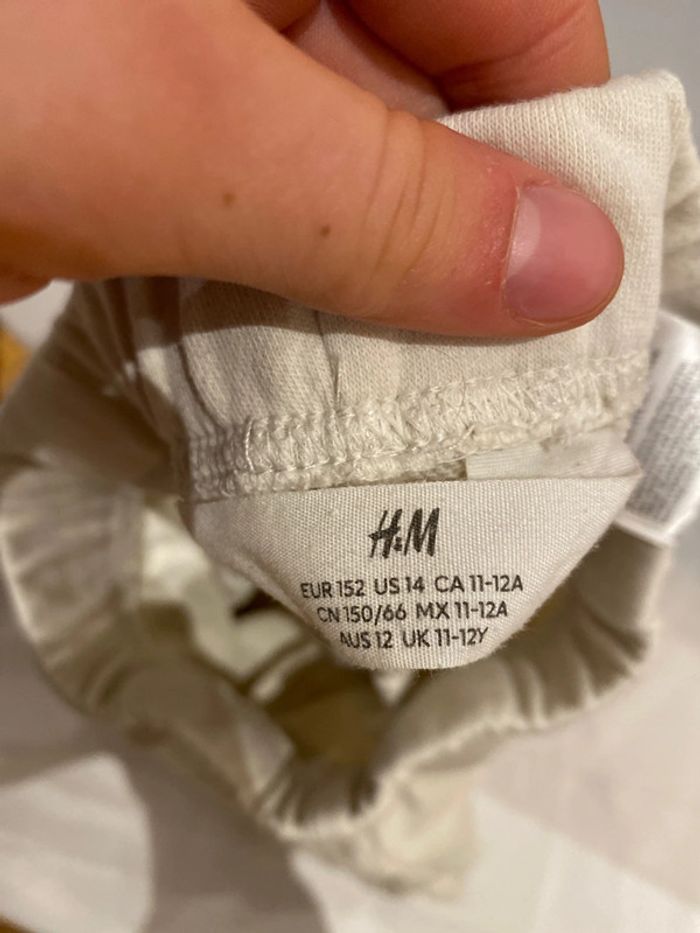 H&M
EUR 152 US 14 CA 11-12A
CN 150/66 MX 11-12A
AUS 12 UK 11-12Y